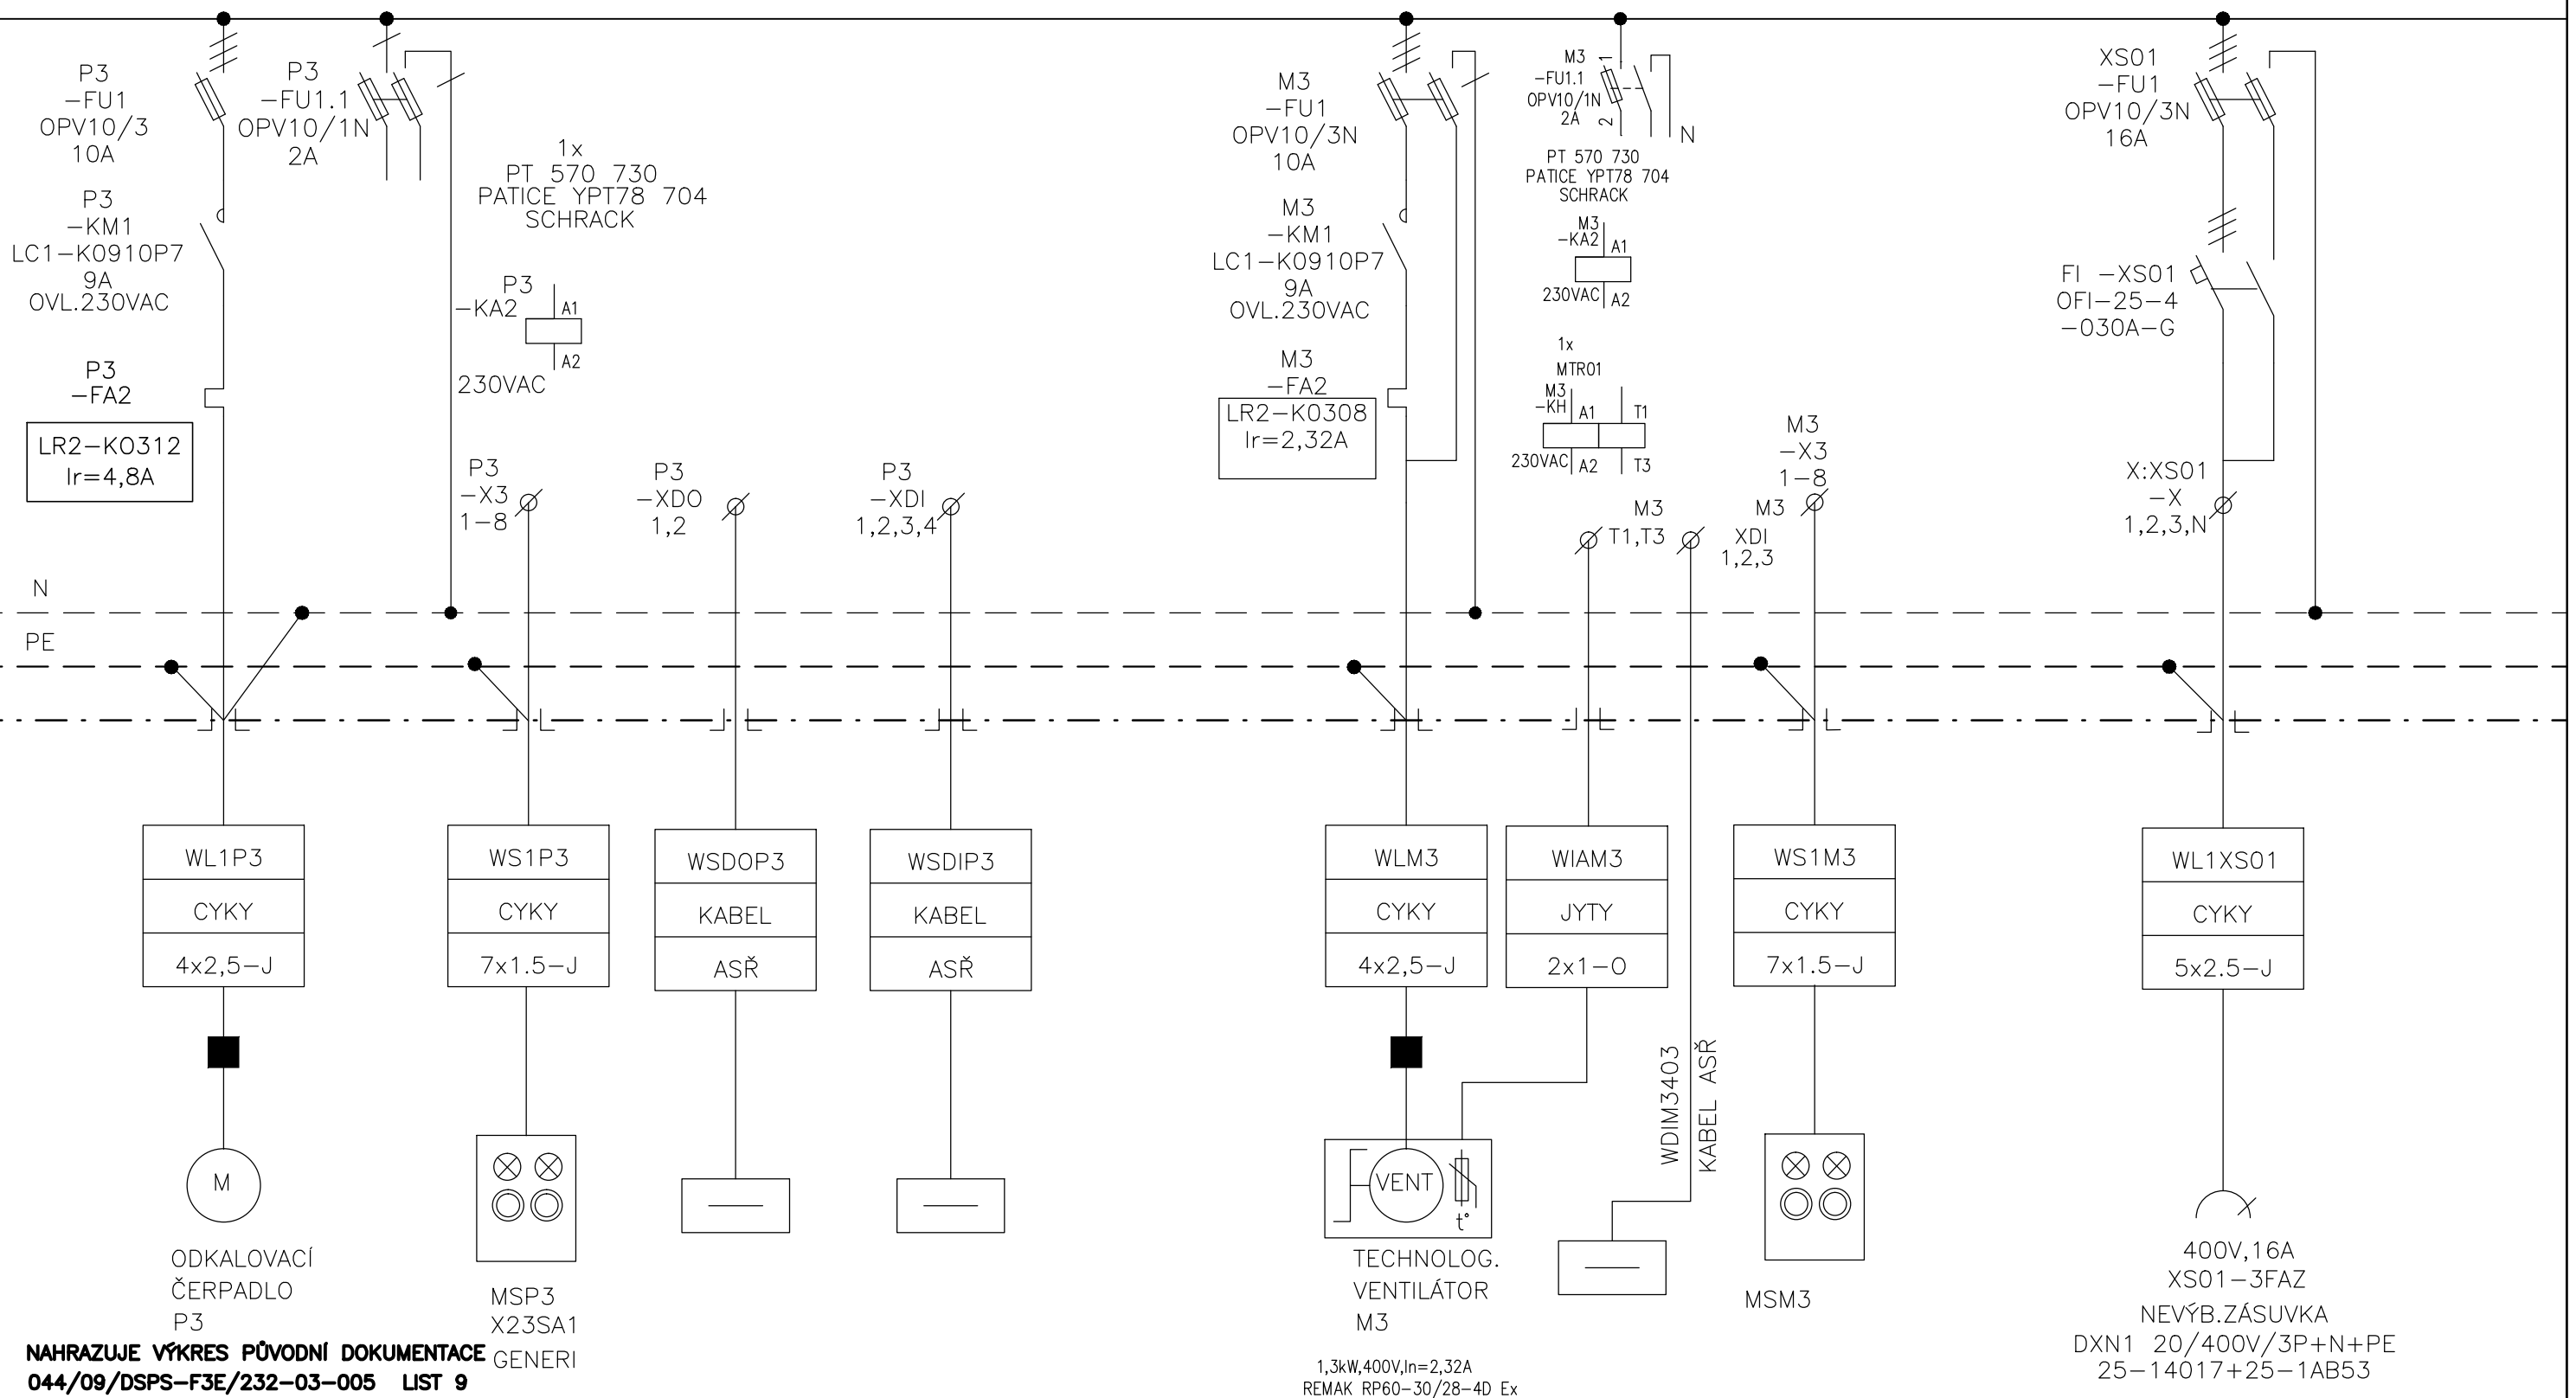 P3
-FU1
OPV10/3
10A
P3
-KM1
LC1-K0910P7
9A
OVL.230VAC
P3
-FA2
LR2-K0312
Ir=4,8A
P3
-FU1.1
OPV10/1N
2A
1x
PT 570 730
PATICE YPT78 704
SCHRACK
P3
-KA2
A1
A2
230VAC
P3
-X3
1-8
P3
-XDO
1,2
P3
-XDI
1,2,3,4
M3
-FU1
OPV10/3N
10A
M3
-KM1
LC1-K0910P7
9A
OVL.230VAC
M3
-FA2
LR2-K0308
Ir=2,32A
M3
-FU1.1
OPV10/1N
2A
1
2
N
PT 570 730
PATICE YPT78 704
SCHRACK
M3
-KA2
A1
230VAC
A2
1x
MTR01
M3
-KH
A1
T1
230VAC
A2
T3
M3
T1,T3
M3
XDI
1,2,3
M3
-X3
1-8
XS01
-FU1
OPV10/3N
16A
FI -XS01
OFI-25-4
-030A-G
X:XS01
-X
1,2,3,N
N
PE
WL1P3
CYKY
4x2,5-J
WS1P3
CYKY
7x1.5-J
WSDOP3
KABEL
ASŘ
WSDIP3
KABEL
ASŘ
WLM3
CYKY
4x2,5-J
WIAM3
JYTY
2x1-O
WS1M3
CYKY
7x1.5-J
WL1XS01
CYKY
5x2.5-J
WDIM3403
KABEL ASŘ
M
VENT
t°
ODKALOVACÍ
ČERPADLO
P3
MSP3
X23SA1
GENERI
TECHNOLOG.
VENTILÁTOR
M3
1,3kW,400V,In=2,32A
REMAK RP60-30/28-4D Ex
MSM3
400V,16A
XS01-3FAZ
NEVÝB.ZÁSUVKA
DXN1 20/400V/3P+N+PE
25-14017+25-1AB53
NAHRAZUJE VÝKRES PŮVODNÍ DOKUMENTACE
044/09/DSPS-F3E/232-03-005 LIST 9